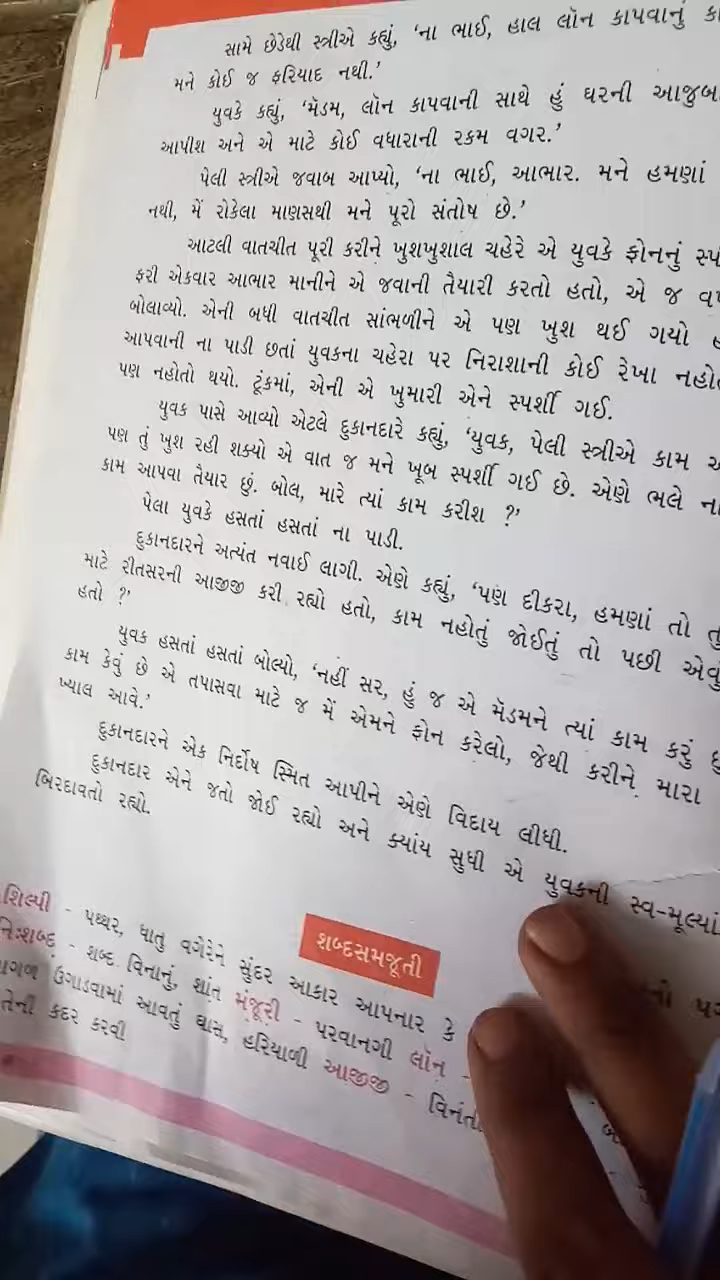 સામે છેડેથી સ્ત્રીએ કહ્યું, ‘ના ભાઈ, હાલ લૉન કાપવાનું
મને કોઈ જ ફરિયાદ નથી.’
યુવકે કહ્યું, ‘મૅડમ, લૉન કાપવાની સાથે હું ઘરની
આપીશ અને એ માટે કોઈ વધારાની રકમ વગર.’
પેલી સ્ત્રીએ જવાબ આપ્યો, ‘ના ભાઈ, આભાર. મને હમણાં
નથી, મેં રોકેલા માણસથી મને પૂરો સંતોષ છે.’
આટલી વાતચીત પૂરી કરીને ખુશખુશાલ ચહેરે એ યુવકે ફોનનું
ફરી એકવાર આભાર માનીને એ જવાની તૈયારી કરતો હતો, એ જ
બોલાવ્યો. એની બધી વાતચીત સાંભળીને એ પણ ખુશ થઈ ગયો
આપવાની ના પાડી છતાં યુવકના ચહેરા પર નિરાશાની કોઈ રેખા
પણ નહોતો થયો. ટૂંકમાં, એની એ ખુમારી એને સ્પર્શી ગઈ.
યુવક પાસે આવ્યો એટલે દુકાનદારે કહ્યું, ‘યુવક, પેલી સ્ત્રીએ કામ
પણ તું ખુશ રહી શક્યો એ વાત જ મને ખૂબ સ્પર્શી ગઈ છે. એણે ભલે ના
કામ આપવા તૈયાર છું. બોલ, મારે ત્યાં કામ કરીશ ?’
પેલા યુવકે હસતાં હસતાં ના પાડી.
દુકાનદારને અત્યંત નવાઈ લાગી. એણે કહ્યું, ‘પણ દીકરા, હમણાં તો તું
માટે રીતસરની આજીજી કરી રહ્યો હતો, કામ નહોતું જોઈતું તો પછી એવું
હતો ?’
યુવક હસતાં હસતાં બોલ્યો, ‘નહીં સર, હું જ એ મૅડમને ત્યાં કામ કરું છું
કામ કેવું છે એ તપાસવા માટે જ મેં એમને ફોન કરેલો, જેથી કરીને મારા
ખ્યાલ આવે.’
દુકાનદારને એક નિર્દોષ સ્મિત આપીને એણે વિદાય લીધી.
દુકાનદાર એને જતો જોઈ રહ્યો અને ક્યાંય સુધી એ યુવકની
બિરદાવતો રહ્યો.
શબ્દસમજૂતી
શિલ્પી - પથ્થર, ધાતુ વગેરેને સુંદર આકાર આપનાર કે
નિઃશબ્દ - શબ્દ વિનાનું, શાંત મંજૂરી - પરવાનગી લૉન -
ઉગાડવામાં આવતું ઘાસ, હરિયાળી આજીજી - વિનંતી
તેની કદર કરવી